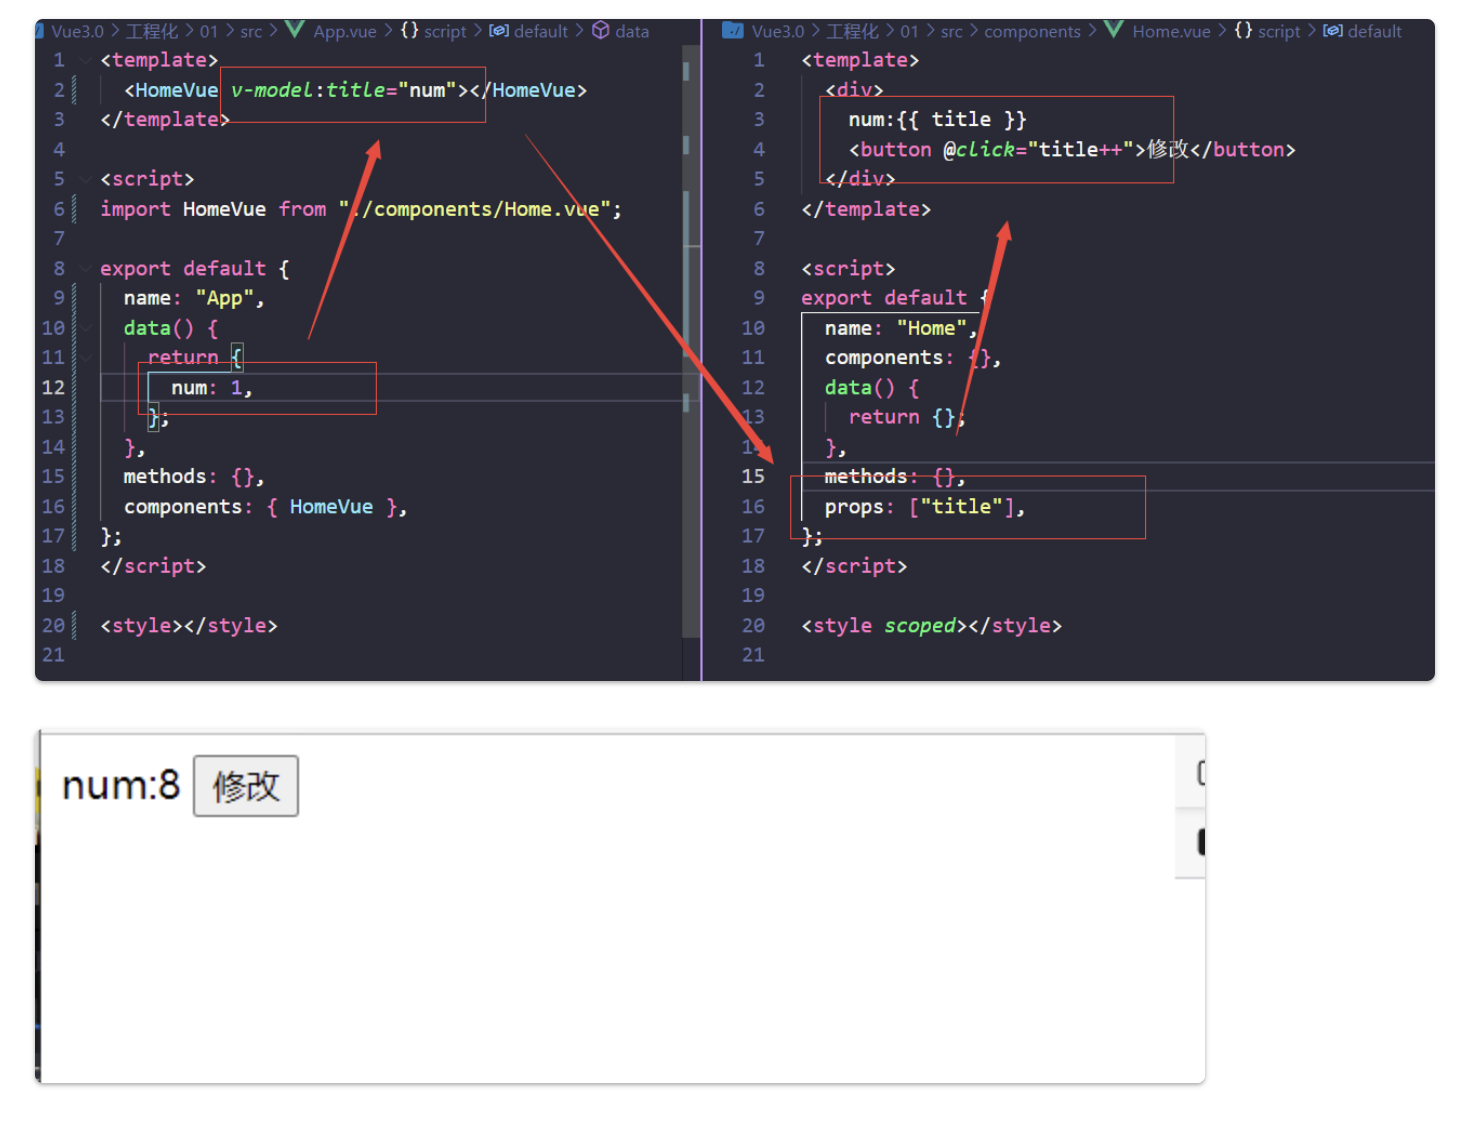 Vue3.0 > 工程化 > 01 > src > App.vue > {} script > default > data
1 <template>
2 <HomeVue v-model:title="num"></HomeVue>
3 </template>
4
5 <script>
6 import HomeVue from "./components/Home.vue";
7
8 export default {
9 name: "App",
10 data() {
11 return {
12 num: 1,
13 };
14 },
15 methods: {},
16 components: { HomeVue },
17 };
18 </script>
19
20 <style></style>
21
Vue3.0 > 工程化 > 01 > src > components > Home.vue > {} script > default
1 <template>
2 <div>
3 num:{{ title }}
4 <button @click="title++">修改</button>
5 </div>
6 </template>
7
8 <script>
9 export default {
10 name: "Home",
11 components: {},
12 data() {
13 return {};
14 },
15 methods: {},
16 props: ["title"],
17 };
18 </script>
19
20 <style scoped></style>
21
num:8 修改